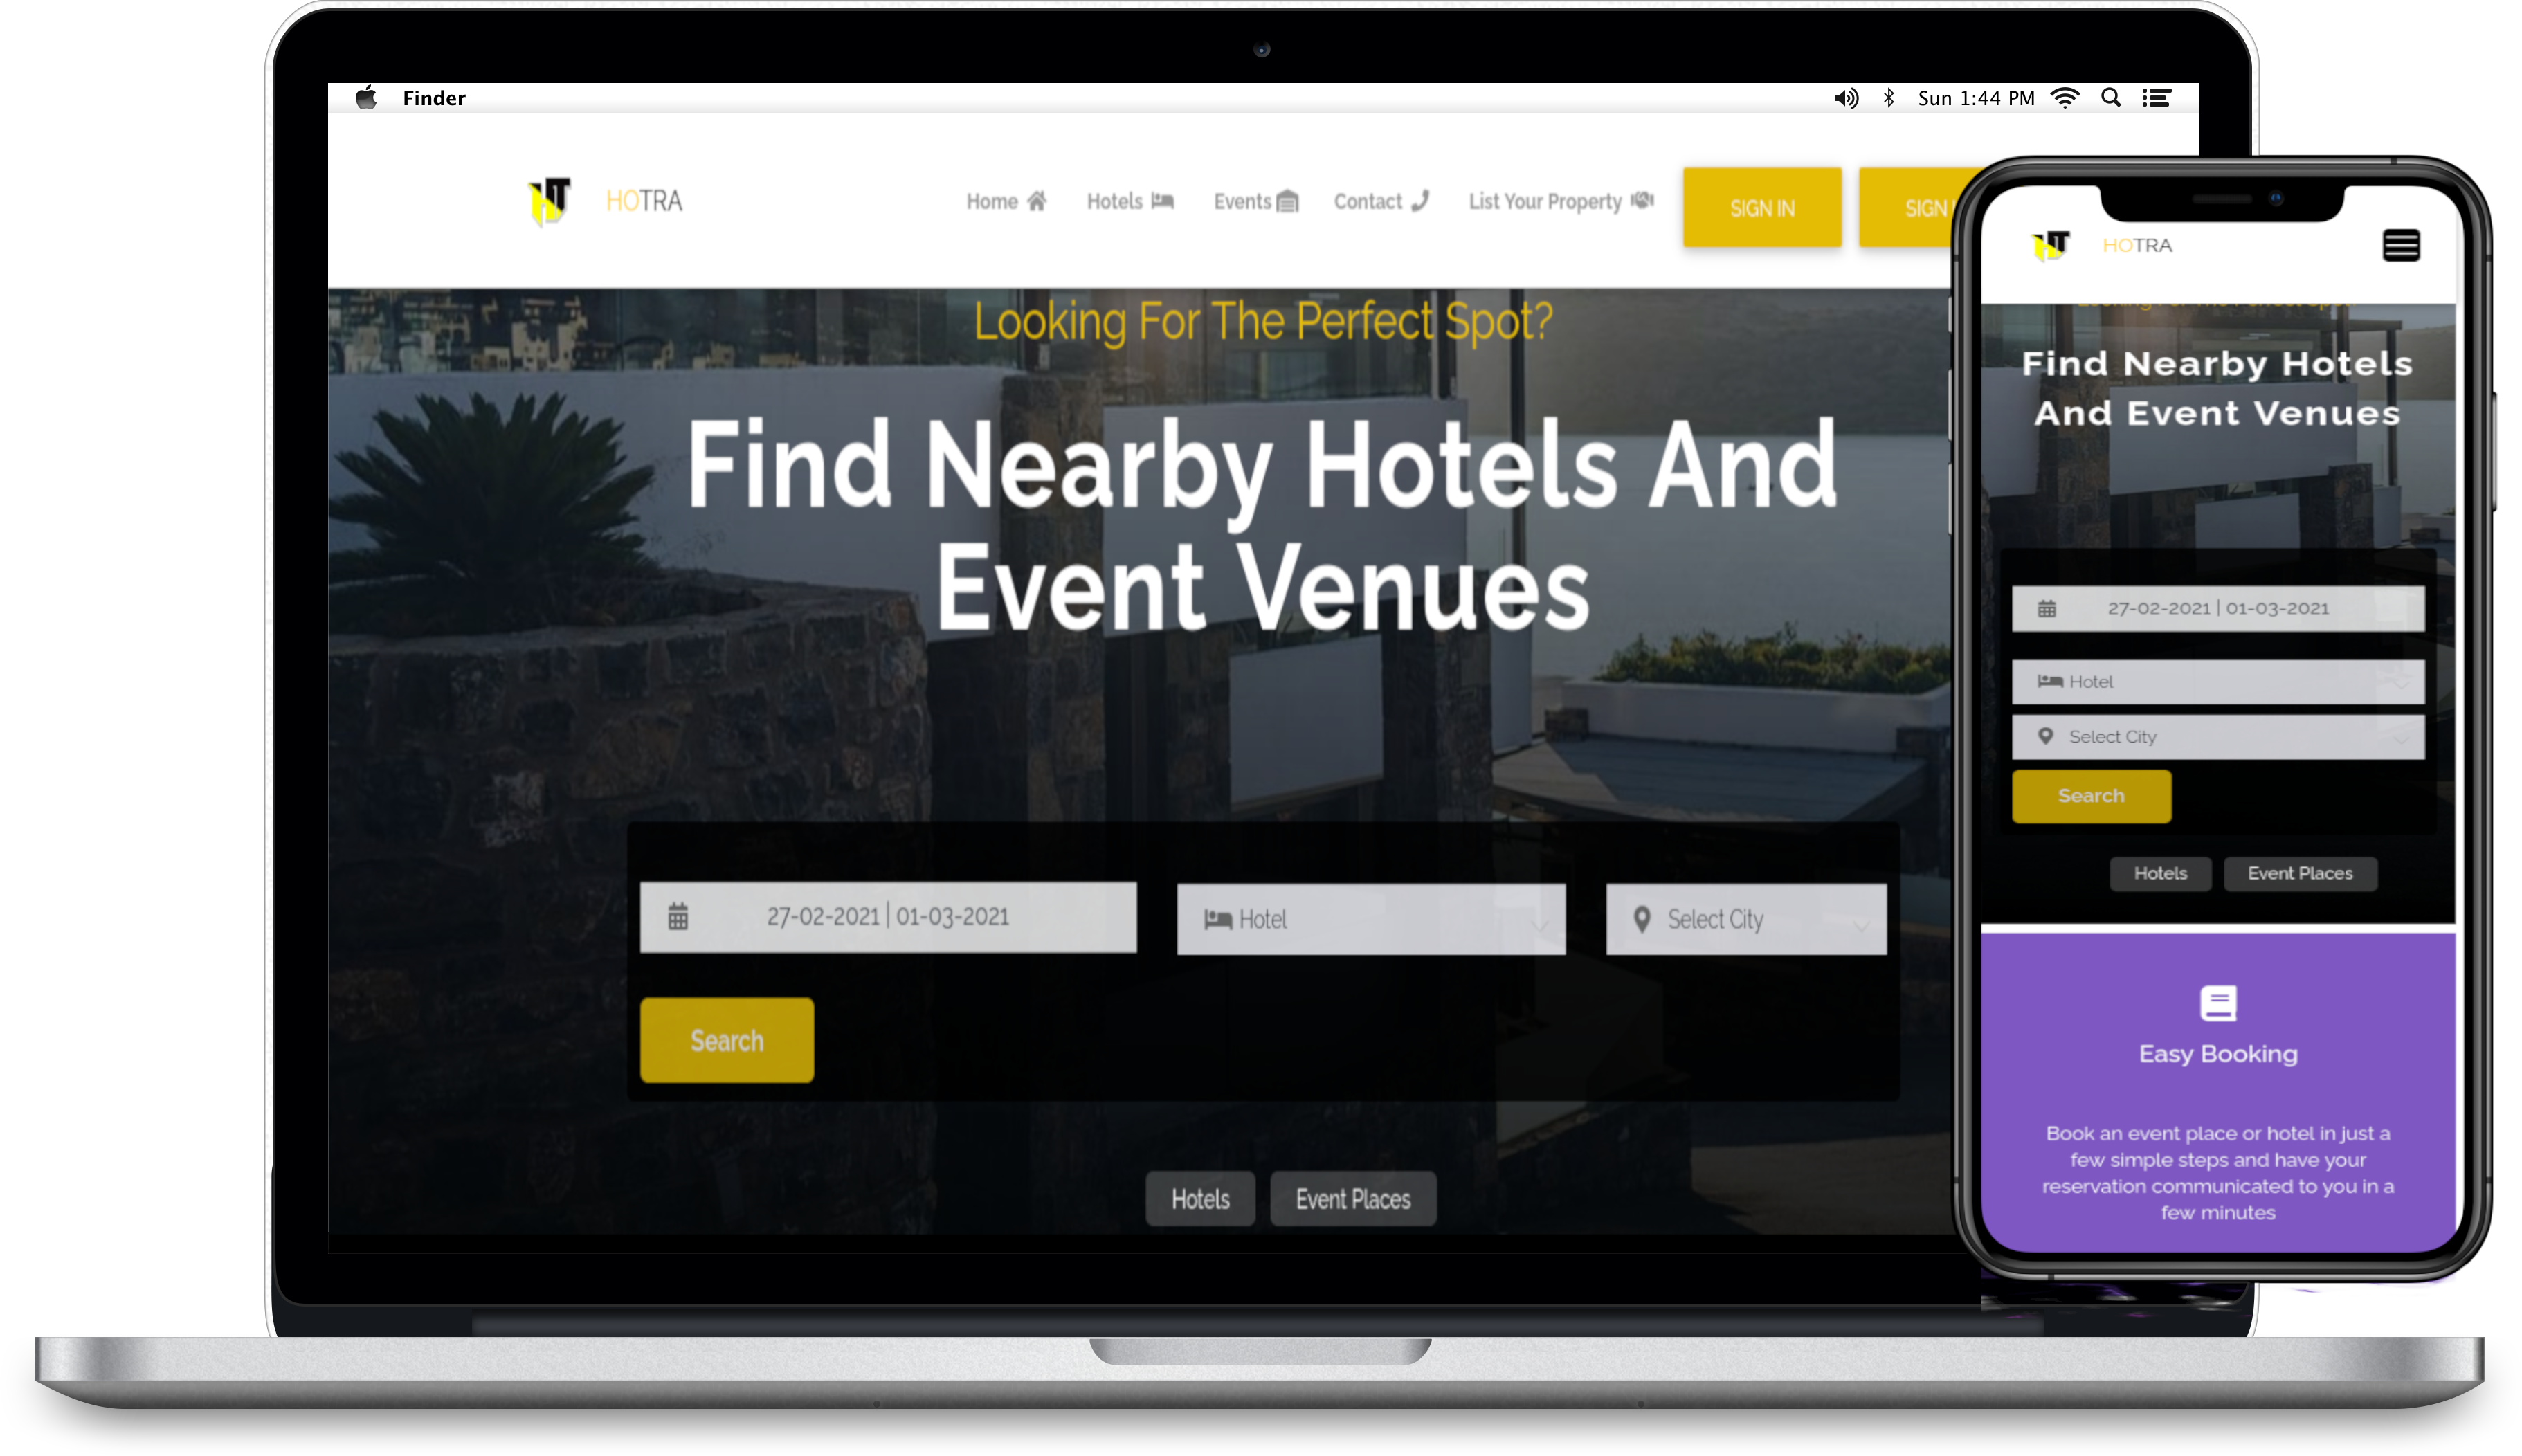 Finder
Sun 1:44 PM
HOTRA
Home
Hotels
Events
Contact
List Your Property
SIGN IN
SIGN
Looking For The Perfect Spot?
Find Nearby Hotels And
Event Venues
27-02-2021 | 01-03-2021
Hotel
Select City
Search
Hotels
Event Places
HOTRA
Find Nearby Hotels
And Event Venues
27-02-2021 | 01-03-2021
Hotel
Select City
Search
Hotels
Event Places
Easy Booking
Book an event place or hotel in just a
few simple steps and have your
reservation communicated to you in a
few minutes